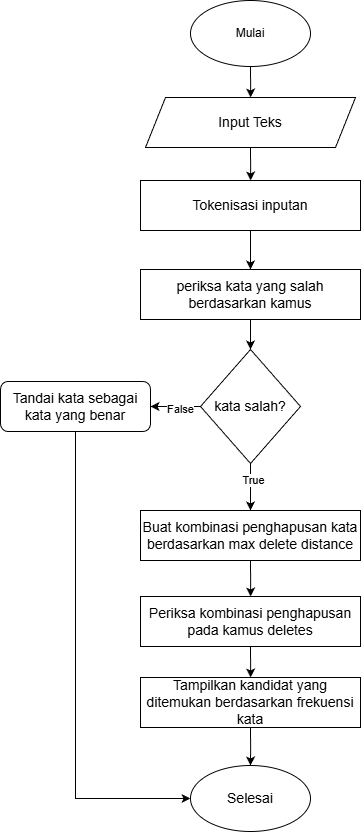 Mulai
Input Teks
Tokenisasi inputan
periksa kata yang salah
berdasarkan kamus
kata salah?
False
Tandai kata sebagai
kata yang benar
True
Buat kombinasi penghapusan kata
berdasarkan max delete distance
Periksa kombinasi penghapusan
pada kamus deletes
Tampilkan kandidat yang
ditemukan berdasarkan frekuensi
kata
Selesai